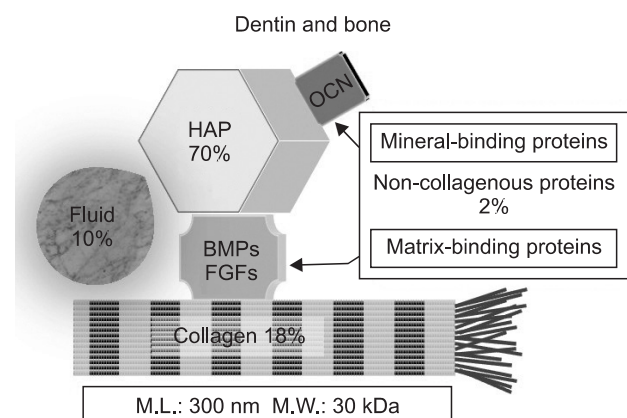 Dentin and bone
OCN
HAP
70%
Mineral-binding proteins
Non-collagenous proteins
2%
Matrix-binding proteins
Fluid
10%
BMPs
FGFs
Collagen 18%
M.L.: 300 nm M.W.: 30 kDa